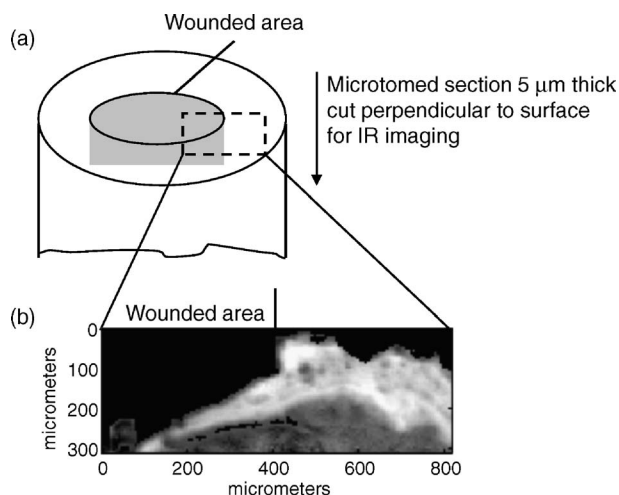 (a)
Wounded area
Microtomed section 5 μm thick
cut perpendicular to surface
for IR imaging
(b)
Wounded area
0
100
200
300
micrometers
0
200
400
600
800
micrometers